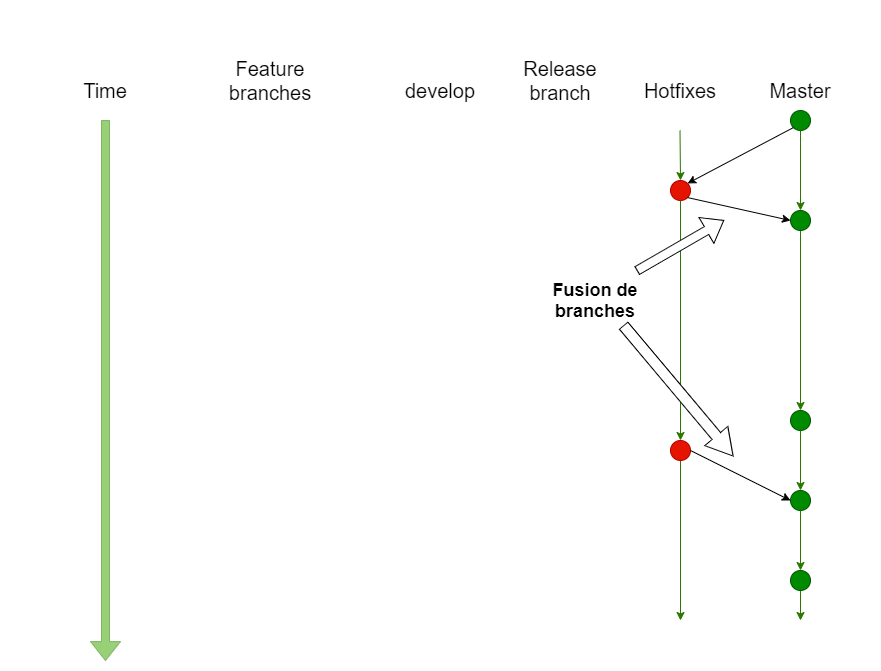 Time
Feature
branches
develop
Release
branch
Hotfixes
Master
Fusion de
branches